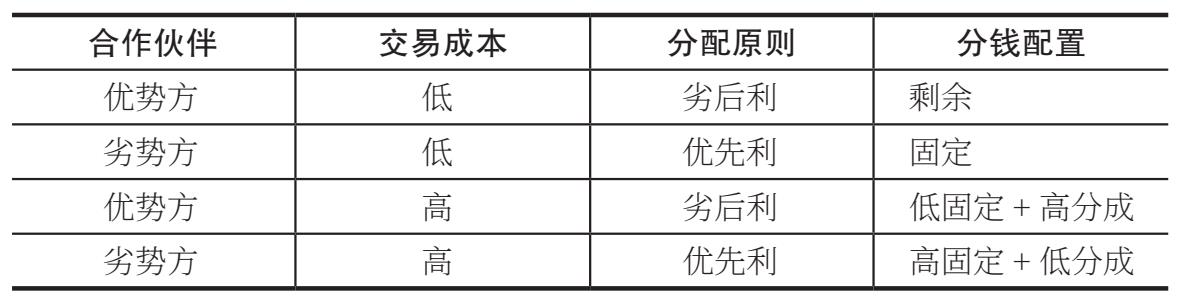 合作伙伴 交易成本 分配原则 分钱配置
优势方 低 劣后利 剩余
劣势方 低 优先利 固定
优势方 高 劣后利 低固定 + 高分成
劣势方 高 优先利 高固定 + 低分成